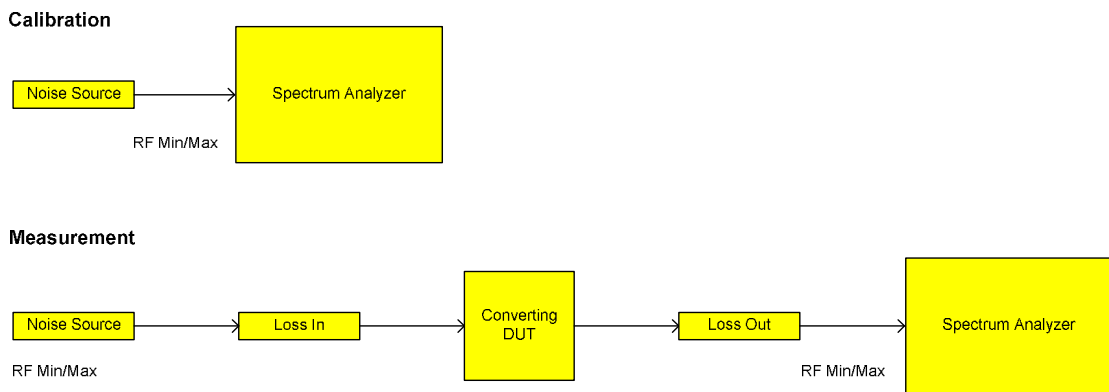 Calibration
Noise Source
Spectrum Analyzer
RF Min/Max
Measurement
Noise Source
Loss In
Converting
DUT
Loss Out
Spectrum Analyzer
RF Min/Max
RF Min/Max